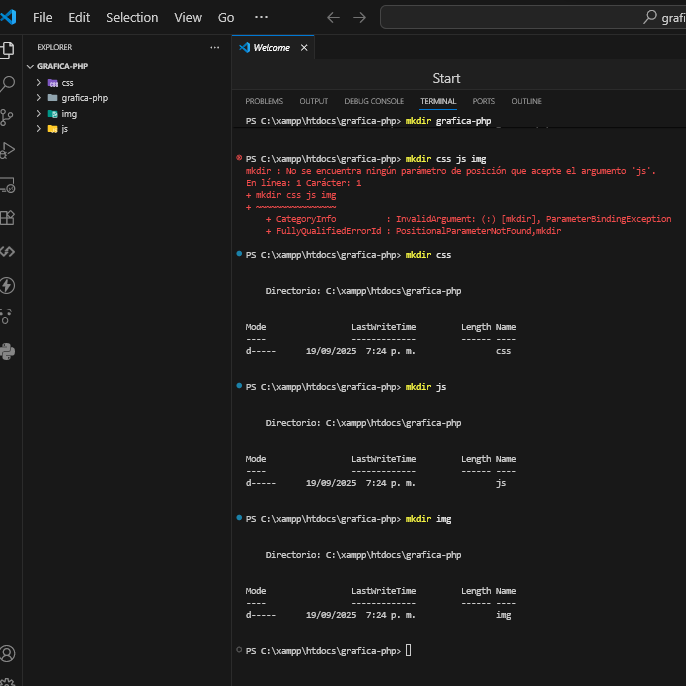 File Edit Selection View Go ···
grafi
EXPLORER ···
GRAFICA-PHP
css
grafica-php
img
js
Welcome
Start
PROBLEMS OUTPUT DEBUG CONSOLE TERMINAL PORTS OUTLINE
PS C:\xampp\htdocs\grafica-php> mkdir grafica-php
PS C:\xampp\htdocs\grafica-php> mkdir css js img
mkdir : No se encuentra ningún parámetro de posición que acepte el argumento 'js'.
En línea: 1 Carácter: 1
+ mkdir css js img
+ ~~~~~~~~~~~~~~~~
+ CategoryInfo : InvalidArgument: (:) [mkdir], ParameterBindingException
+ FullyQualifiedErrorId : PositionalParameterNotFound,mkdir
PS C:\xampp\htdocs\grafica-php> mkdir css
Directorio: C:\xampp\htdocs\grafica-php
Mode LastWriteTime Length Name
---- ------------- ------ ----
d----- 19/09/2025 7:24 p. m. css
PS C:\xampp\htdocs\grafica-php> mkdir js
Directorio: C:\xampp\htdocs\grafica-php
Mode LastWriteTime Length Name
---- ------------- ------ ----
d----- 19/09/2025 7:24 p. m. js
PS C:\xampp\htdocs\grafica-php> mkdir img
Directorio: C:\xampp\htdocs\grafica-php
Mode LastWriteTime Length Name
---- ------------- ------ ----
d----- 19/09/2025 7:24 p. m. img
PS C:\xampp\htdocs\grafica-php>